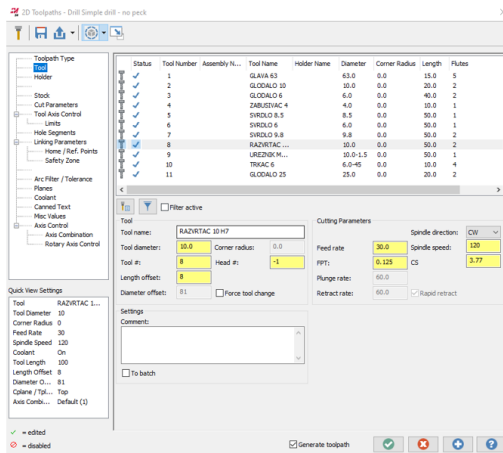 2D Toolpaths - Drill Simple drill - no peck
Toolpath Type
Tool
Holder
Stock
Cut Parameters
Tool Axis Control
Limits
Hole Segments
Linking Parameters
Home / Ref. Points
Safety Zone
Arc Filter / Tolerance
Planes
Coolant
Canned Text
Misc Values
Axis Control
Axis Combination
Rotary Axis Control
Status Tool Number Assembly N... Tool Name Holder Name Diameter Corner Radius Length Flutes
1 GLAVA 63 63.0 0.0 15.0 5
2 GLODALO 10 10.0 0.0 20.0 2
3 GLODALO 6 6.0 0.0 40.0 2
4 ZABUSIVAC 4 4.0 0.0 10.0 1
5 SVRDLO 8.5 8.5 0.0 50.0 1
6 SVRDLO 6 6.0 0.0 50.0 1
7 SVRDLO 9.8 9.8 0.0 50.0 2
8 RAZVRTAC ... 10.0 0.0 50.0 2
9 UREZNIK M... 10.0-1.5 0.0 50.0 1
10 TRKAC 6 6.0-45 0.0 10.0 4
11 GLODALO 25 25.0 0.0 20.0 2
Filter active
Tool
Tool name: RAZVRTAC 10 H7
Tool diameter: 10.0 Corner radius: 0.0
Tool #: 8 Head #: -1
Length offset: 8
Diameter offset: 81 Force tool change
Cutting Parameters
Spindle direction: CW
Feed rate 30.0 Spindle speed: 120
FPT: 0.125 CS 3.77
Plunge rate: 60.0
Retract rate: 60.0 Rapid retract
Settings
Comment:
To batch
Quick View Settings
Tool RAZVRTAC 1...
Tool Diameter 10
Corner Radius 0
Feed Rate 30
Spindle Speed 120
Coolant On
Tool Length 100
Length Offset 8
Diameter O... 81
Cplane / Tpl... Top
Axis Combi... Default (1)
= edited
= disabled
Generate toolpath